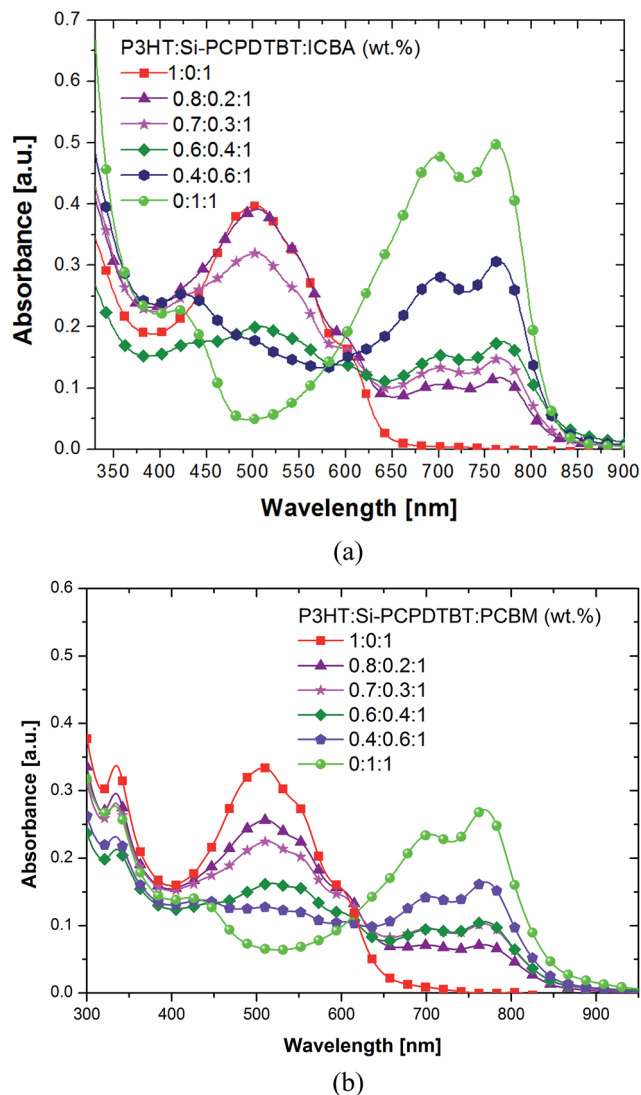 0.7
0.6
0.5
0.4
0.3
0.2
0.1
0.0
Absorbance [a.u.]
P3HT:Si-PCPDTBT:ICBA (wt.%)
1:0:1
0.8:0.2:1
0.7:0.3:1
0.6:0.4:1
0.4:0.6:1
0:1:1
350 400 450 500 550 600 650 700 750 800 850 900
Wavelength [nm]
(a)
0.6
0.5
0.4
0.3
0.2
0.1
0.0
Absorbance [a.u.]
P3HT:Si-PCPDTBT:PCBM (wt.%)
1:0:1
0.8:0.2:1
0.7:0.3:1
0.6:0.4:1
0.4:0.6:1
0:1:1
300 400 500 600 700 800 900
Wavelength [nm]
(b)